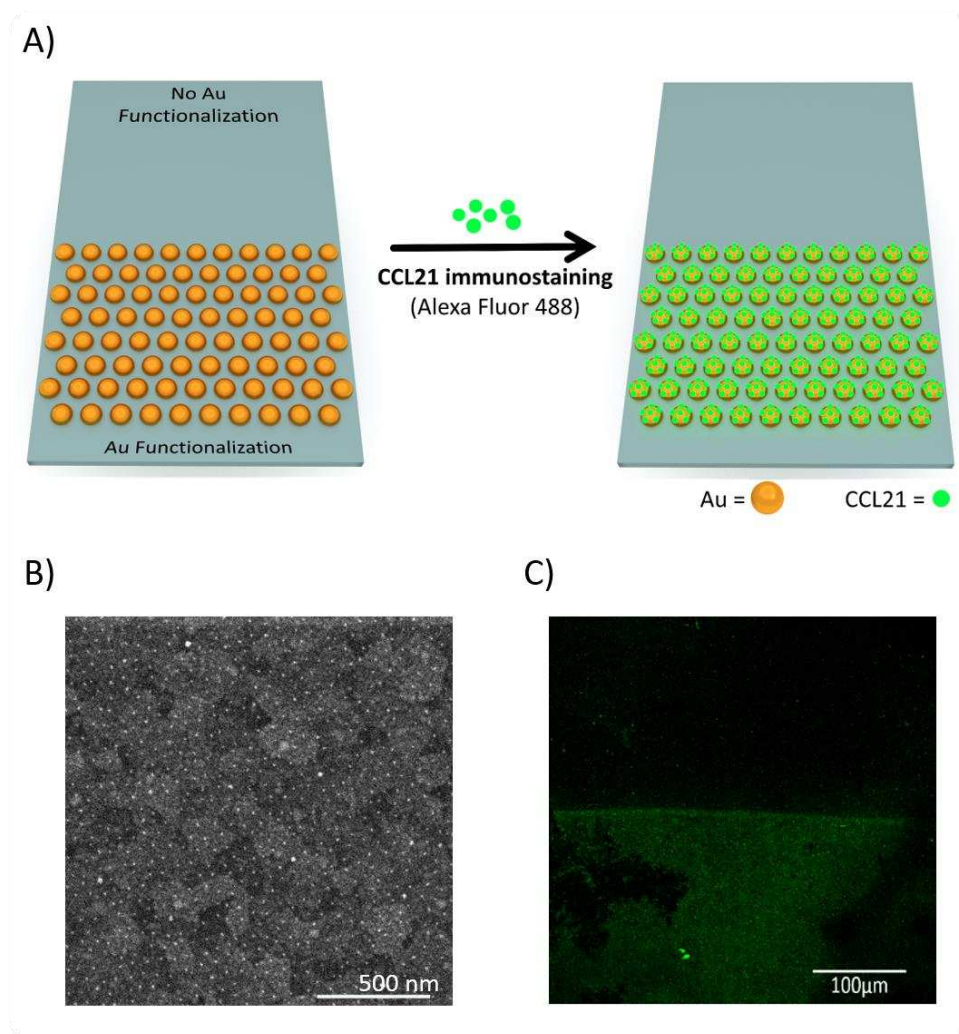 A)
No Au
Functionalization
CCL21 immunostaining
(Alexa Fluor 488)
Au Functionalization
Au =
CCL21 =
B)
C)
500 nm
100µm